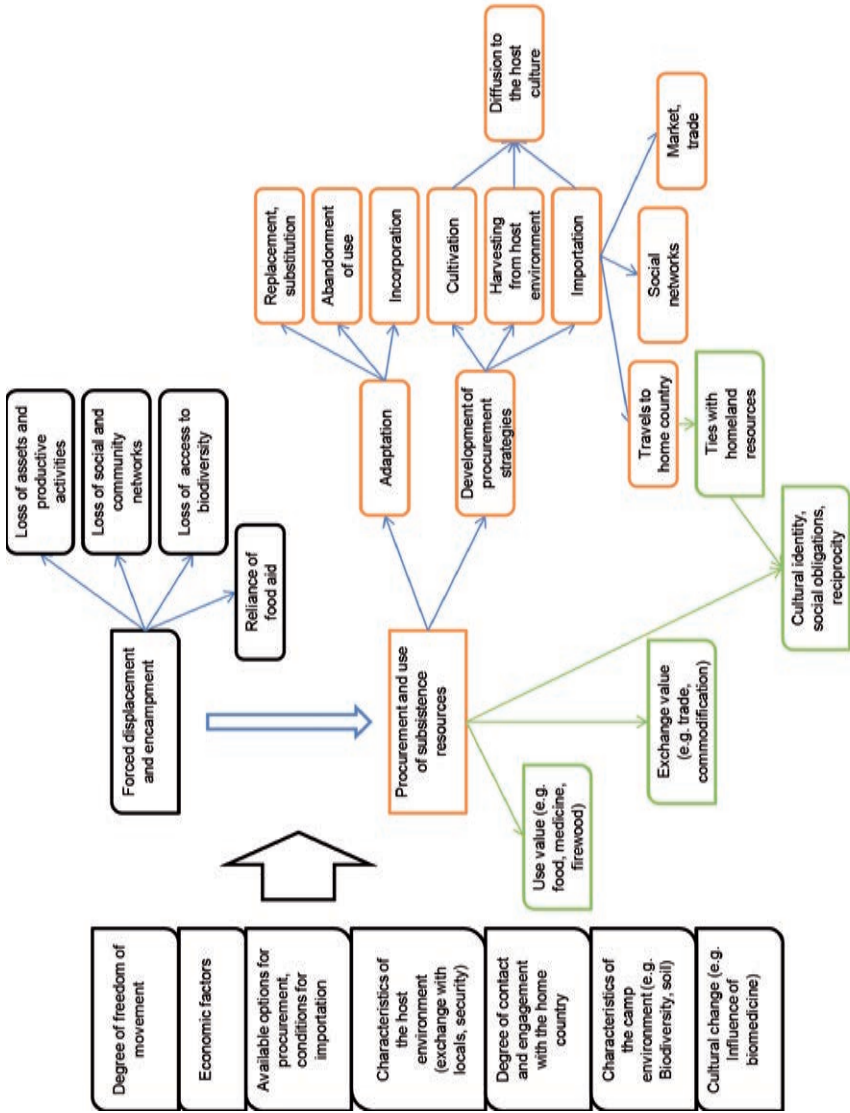 Degree of freedom of
movement
Economic factors
Available options for
procurement,
conditions for
importation
Characteristics of
the host
environment
(exchange with
locals, security)
Degree of contact
and engagement
with the home
country
Characteristics of
the camp
environment (e.g.
Biodiversity, soil)
Cultural change (e.g.
Influence of
biomedicine)
Forced displacement
and encampment
Loss of assets and
productive
activities
Loss of social and
community
networks
Loss of access to
biodiversity
Reliance of
food aid
Procurement and use
of subsistence
resources
Adaptation
Replacement,
substitution
Abandonment
of use
Incorporation
Development of
procurement
strategies
Cultivation
Harvesting
from host
environment
Importation
Diffusion to
the host
culture
Travels to
home country
Social
networks
Market,
trade
Ties with
homeland
resources
Use value (e.g.
food, medicine,
firewood)
Exchange value
(e.g. trade,
commodification)
Cultural identity,
social obligations,
reciprocity